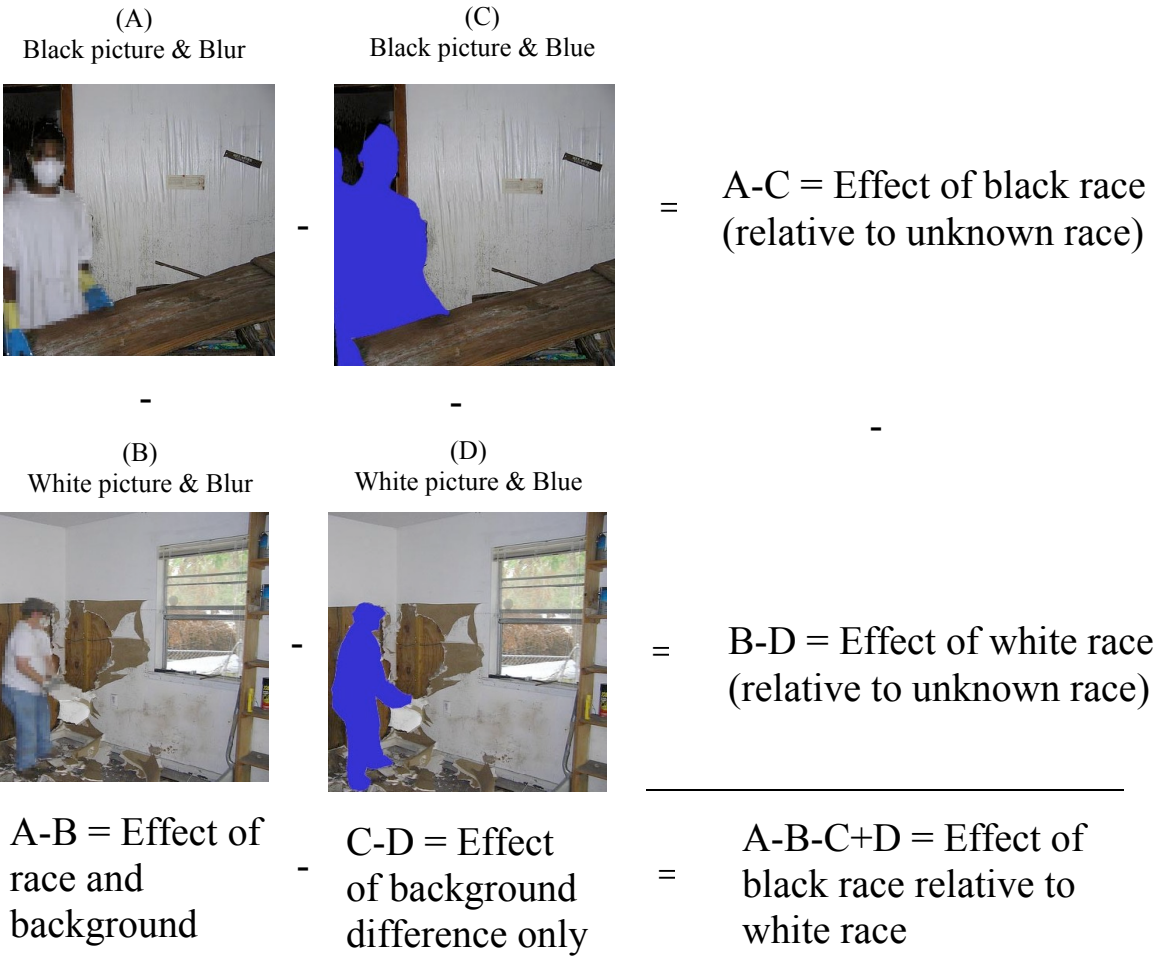 (A)
Black picture & Blur
(C)
Black picture & Blue
-
=
A-C = Effect of black race
(relative to unknown race)
-
-
-
(B)
White picture & Blur
(D)
White picture & Blue
-
=
B-D = Effect of white race
(relative to unknown race)
A-B = Effect of
race and
background
-
C-D = Effect
of background
difference only
=
A-B-C+D = Effect of
black race relative to
white race